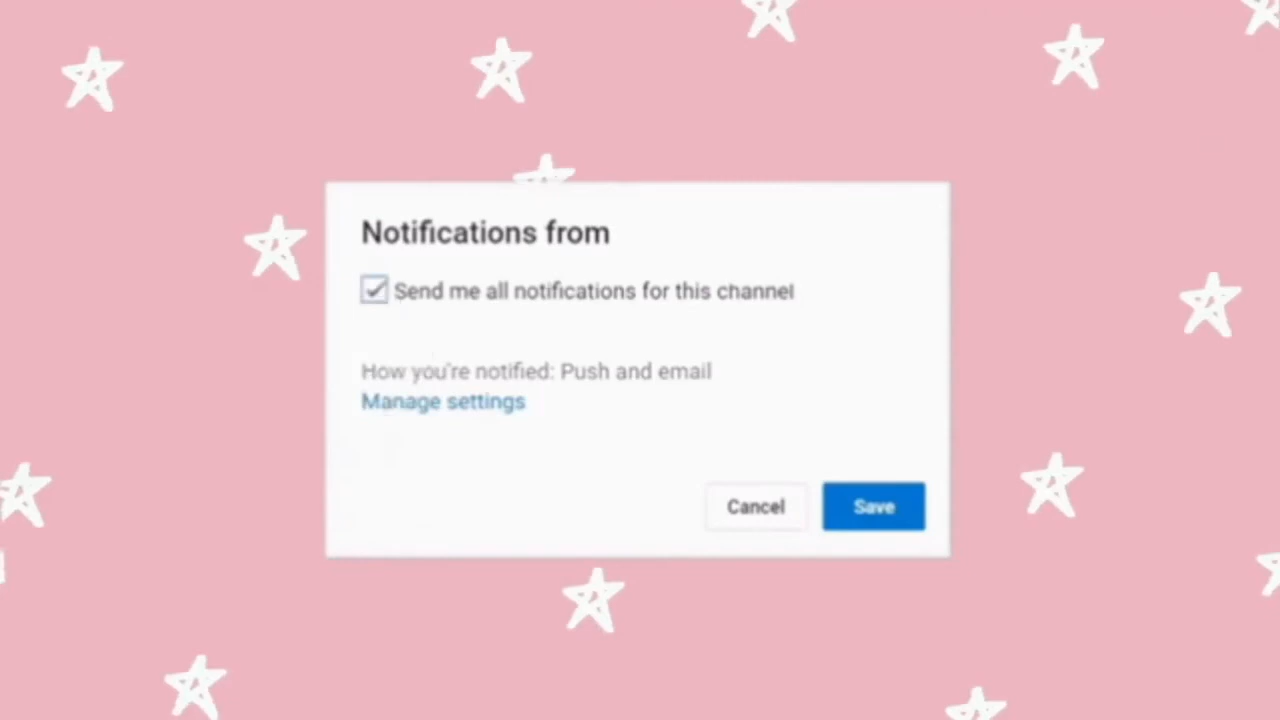 Notifications from
Send me all notifications for this channel
How you're notified: Push and email
Manage settings
Cancel
Save